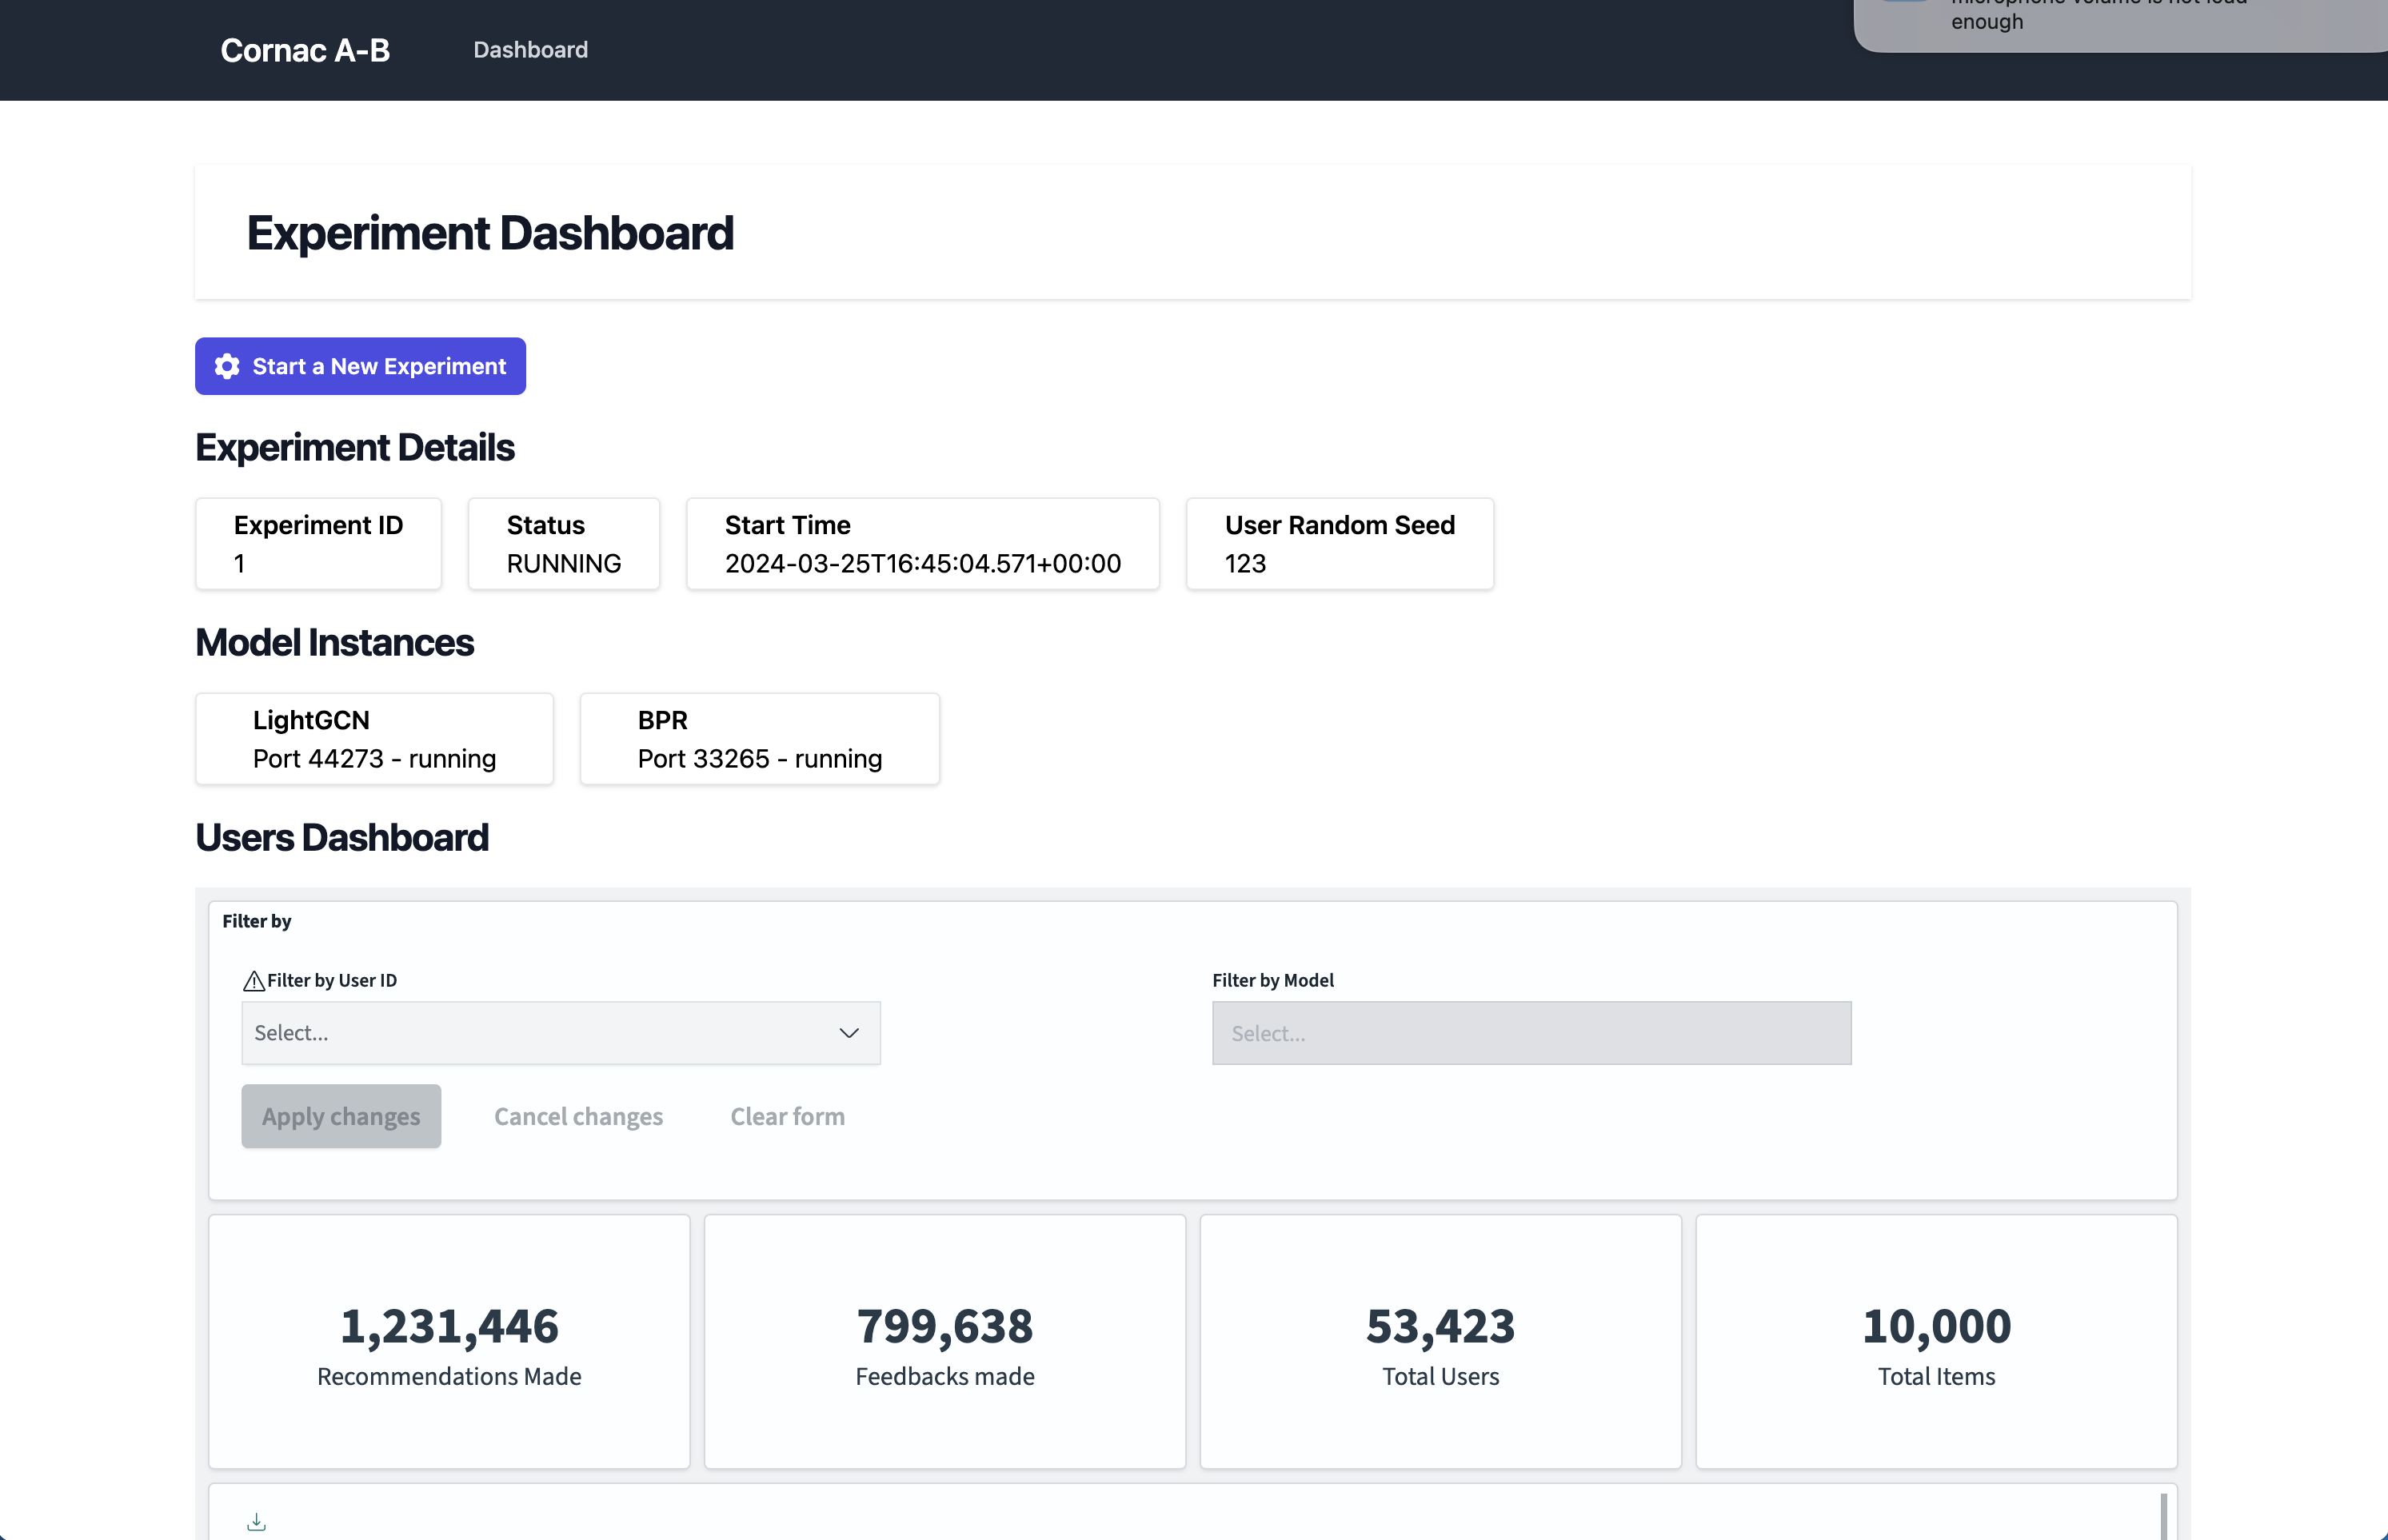 Cornac A-B
Dashboard
enough
Experiment Dashboard
Start a New Experiment
Experiment Details
Experiment ID
1
Status
RUNNING
Start Time
2024-03-25T16:45:04.571+00:00
User Random Seed
123
Model Instances
LightGCN
Port 44273 - running
BPR
Port 33265 - running
Users Dashboard
Filter by
Filter by User ID
Select...
Filter by Model
Select...
Apply changes
Cancel changes
Clear form
1,231,446
Recommendations Made
799,638
Feedbacks made
53,423
Total Users
10,000
Total Items